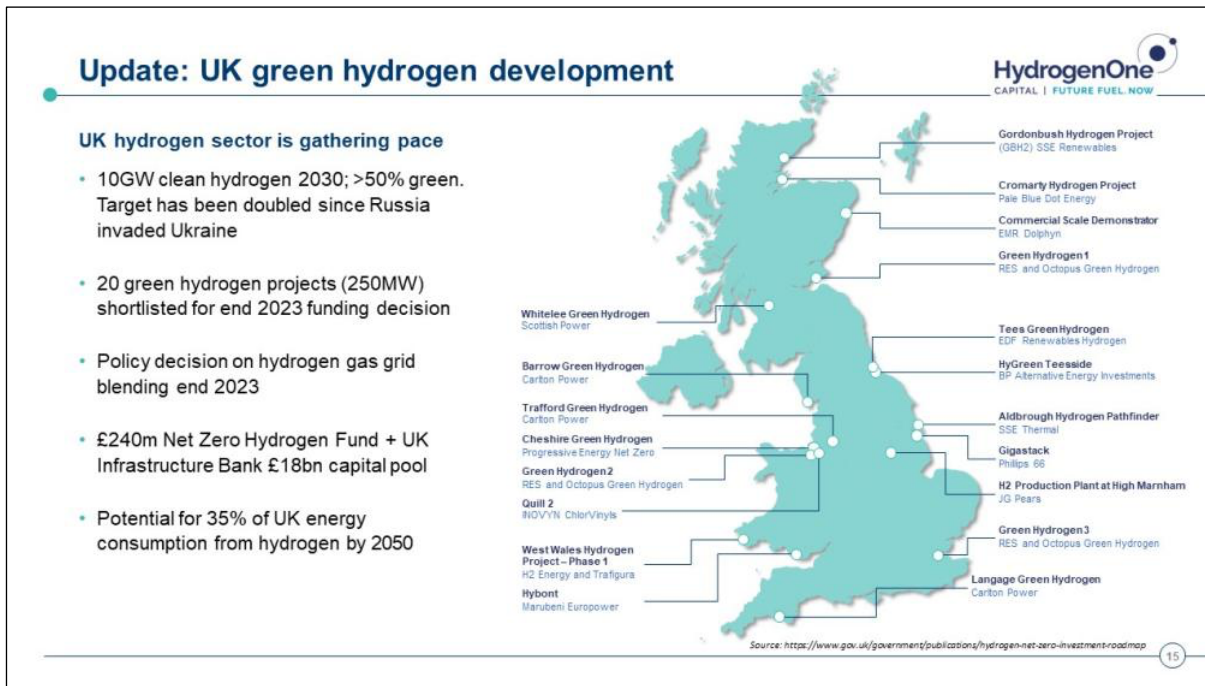 Update: UK green hydrogen development
HydrogenOne
CAPITAL | FUTURE FUEL. NOW
UK hydrogen sector is gathering pace
• 10GW clean hydrogen 2030; >50% green.
Target has been doubled since Russia
invaded Ukraine
• 20 green hydrogen projects (250MW)
shortlisted for end 2023 funding decision
• Policy decision on hydrogen gas grid
blending end 2023
• £240m Net Zero Hydrogen Fund + UK
Infrastructure Bank £18bn capital pool
• Potential for 35% of UK energy
consumption from hydrogen by 2050
Whitelee Green Hydrogen
Scottish Power
Barrow Green Hydrogen
Carlton Power
Trafford Green Hydrogen
Carlton Power
Cheshire Green Hydrogen
Progressive Energy Net Zero
Green Hydrogen 2
RES and Octopus Green Hydrogen
Quill 2
INOVYN ChlorVinyls
West Wales Hydrogen
Project – Phase 1
H2 Energy and Trafigura
Hybont
Marubeni Europower
Gordonbush Hydrogen Project
(GBH2) SSE Renewables
Cromarty Hydrogen Project
Pale Blue Dot Energy
Commercial Scale Demonstrator
EMR Dolphyn
Green Hydrogen 1
RES and Octopus Green Hydrogen
Tees Green Hydrogen
EDF Renewables Hydrogen
HyGreen Teesside
BP Alternative Energy Investments
Aldbrough Hydrogen Pathfinder
SSE Thermal
Gigastack
Phillips 66
H2 Production Plant at High Marnham
JG Pears
Green Hydrogen 3
RES and Octopus Green Hydrogen
Langage Green Hydrogen
Carlton Power
Source: https://www.gov.uk/government/publications/hydrogen-net-zero-investment-roadmap
15